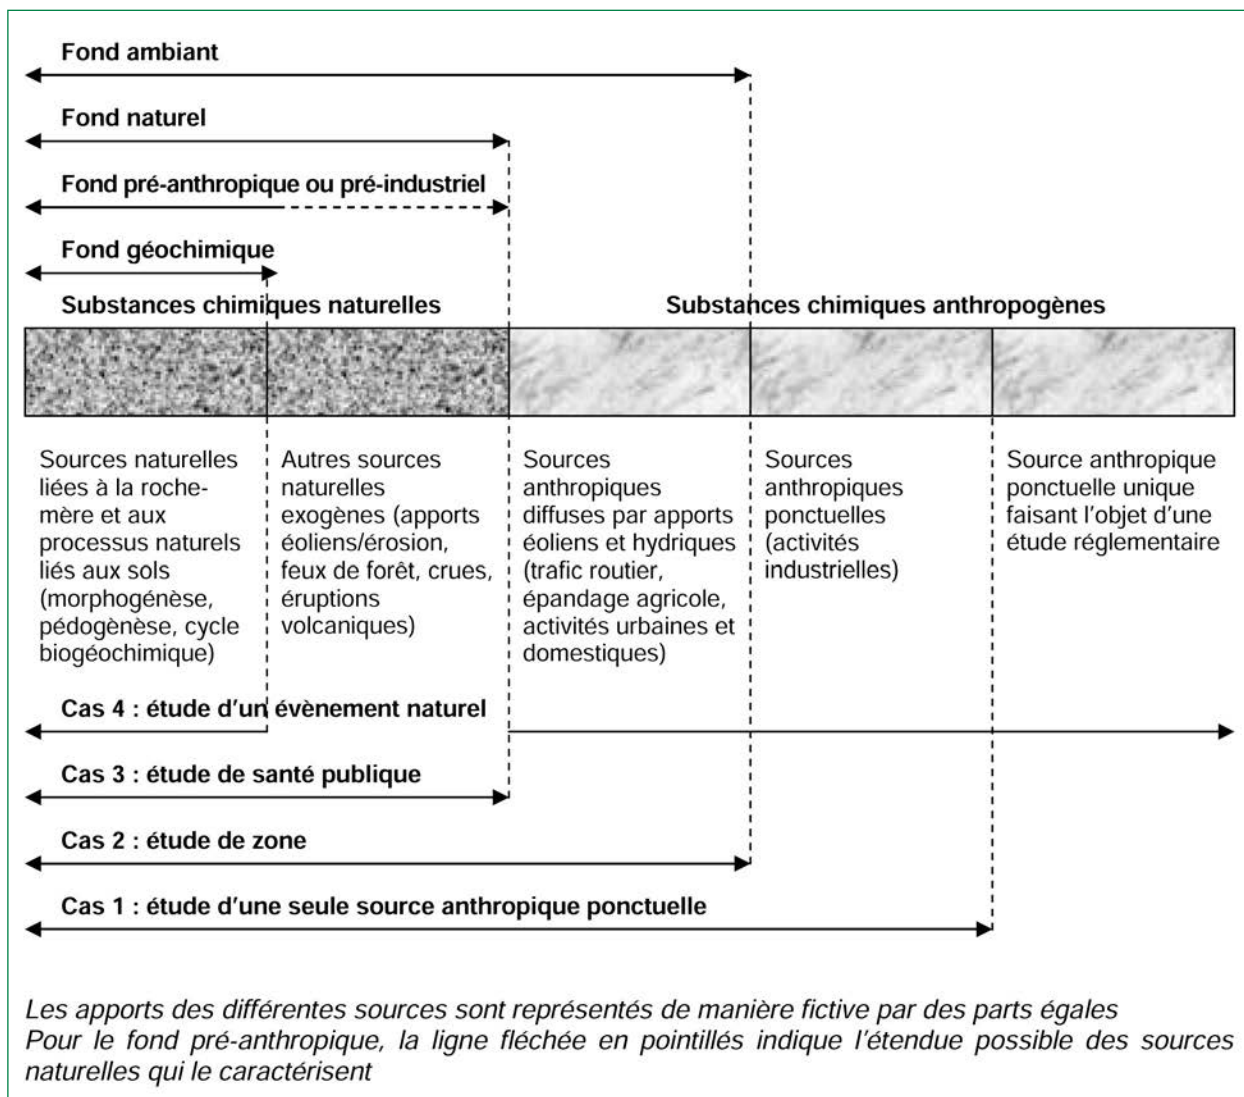 Fond ambiant
Fond naturel
Fond pré-anthropique ou pré-industriel
Fond géochimique
Substances chimiques naturelles
Substances chimiques anthropogènes
Sources naturelles
liées à la roche-
mère et aux
processus naturels
liés aux sols
(morphogénèse,
pédogènèse, cycle
biogéochimique)
Autres sources
naturelles
exogènes (apports
éoliens/érosion,
feux de forêt, crues,
éruptions
volcaniques)
Sources
anthropiques
diffuses par apports
éoliens et hydriques
(trafic routier,
épandage agricole,
activités urbaines et
domestiques)
Sources
anthropiques
ponctuelles
(activités
industrielles)
Source anthropique
ponctuelle unique
faisant l'objet d'une
étude réglementaire
Cas 4 : étude d'un évènement naturel
Cas 3 : étude de santé publique
Cas 2 : étude de zone
Cas 1 : étude d'une seule source anthropique ponctuelle
Les apports des différentes sources sont représentés de manière fictive par des parts égales
Pour le fond pré-anthropique, la ligne fléchée en pointillés indique l'étendue possible des sources
naturelles qui le caractérisent